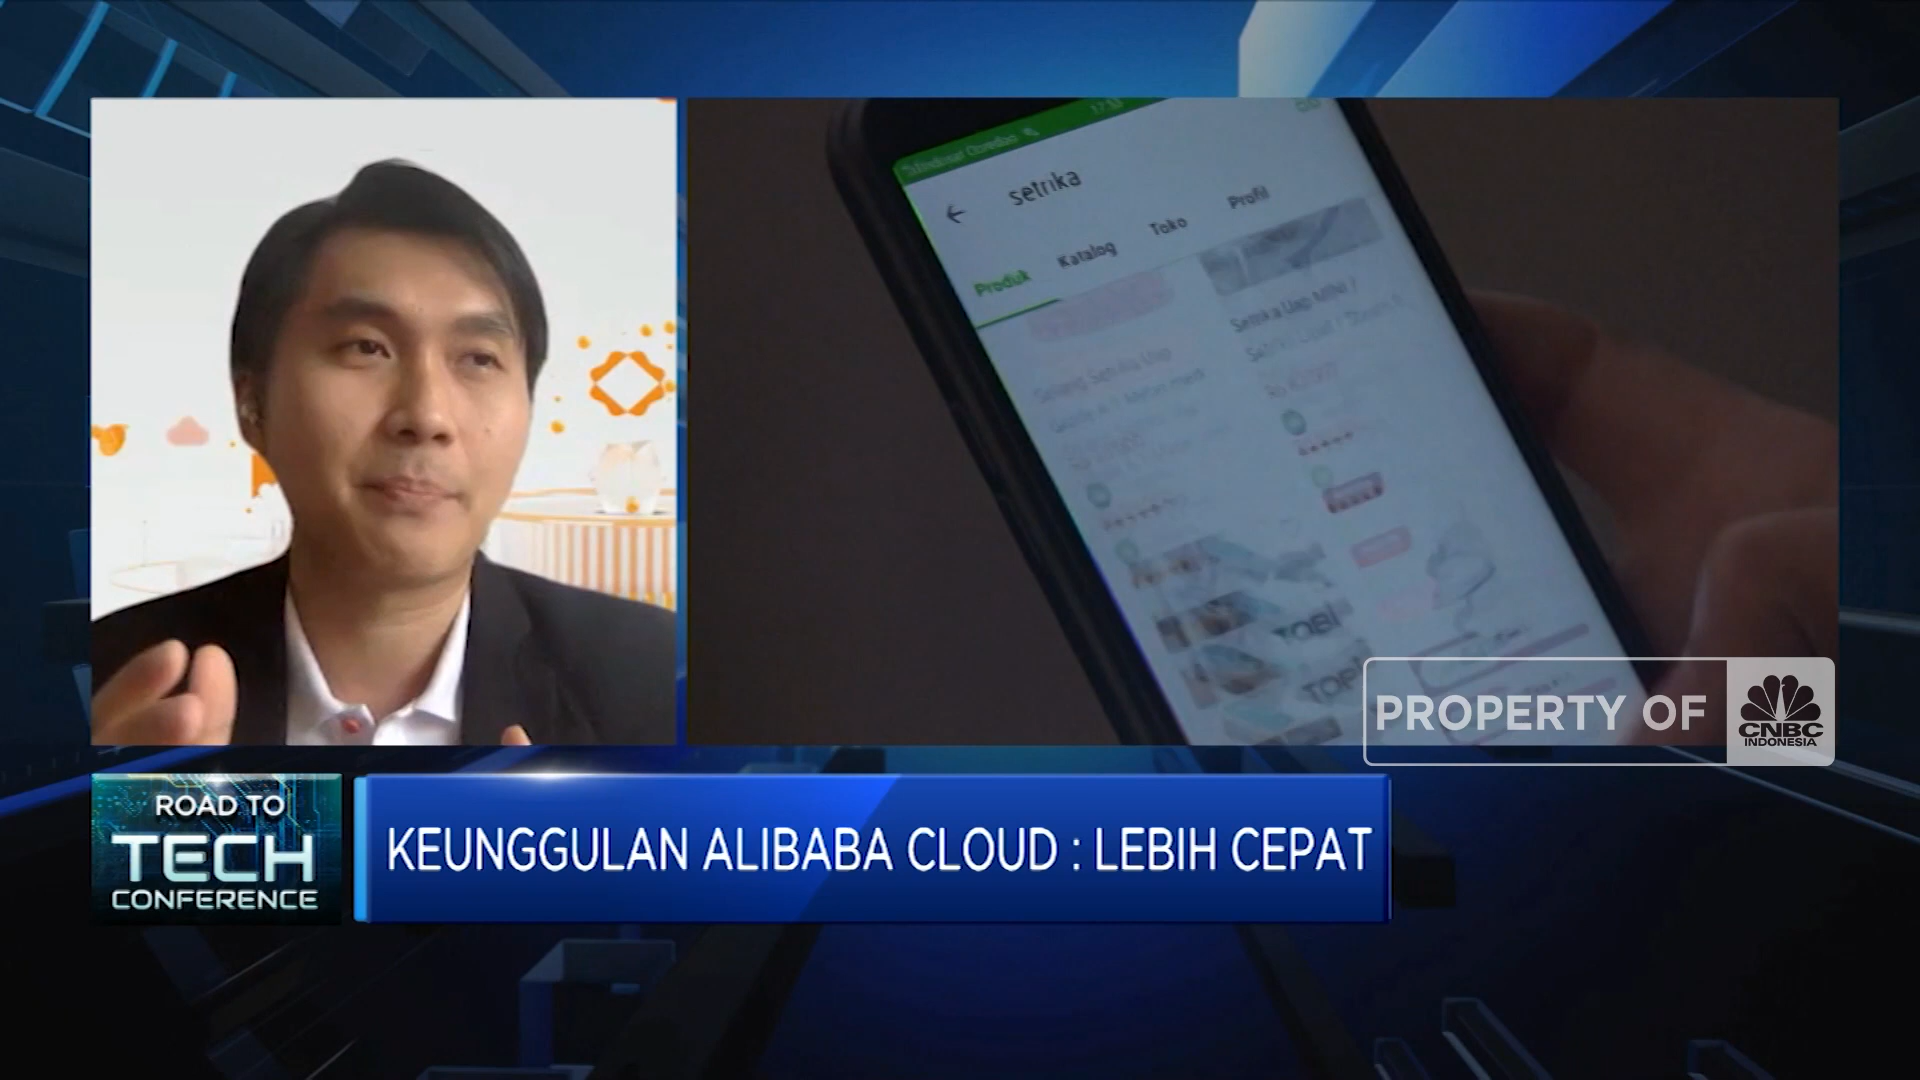 setrika
Produk Katalog Toko Profil
PROPERTY OF
CNBC
INDONESIA
ROAD TO
TECH
CONFERENCE
KEUNGGULAN ALIBABA CLOUD : LEBIH CEPAT